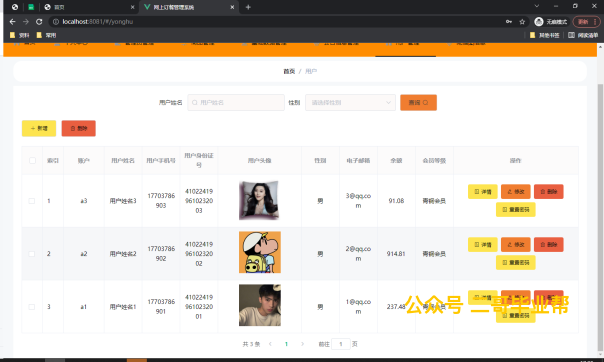 首页
网上订餐管理系统
localhost:8081/#/yonghu
无痕模式
更新
资料
常用
其他书签
阅读清单
首页 / 用户
用户姓名
用户姓名
性别
请选择性别
查询
新增
删除
索引 账户 用户姓名 用户手机号 用户身份证号 用户头像 性别 电子邮箱 余额 会员等级 操作
1 a3 用户姓名3 17703786903 410224199610232003 男 3@qq.com 91.08 青铜会员 详情 修改 删除
重置密码
2 a2 用户姓名2 17703786902 410224199610232002 男 2@qq.com 914.81 青铜会员 详情 修改 删除
重置密码
3 a1 用户姓名1 17703786901 410224199610232001 男 1@qq.com 237.48 详情 修改 删除
重置密码
公众号 二哥毕业帮
共 3 条
1
前往 1 页